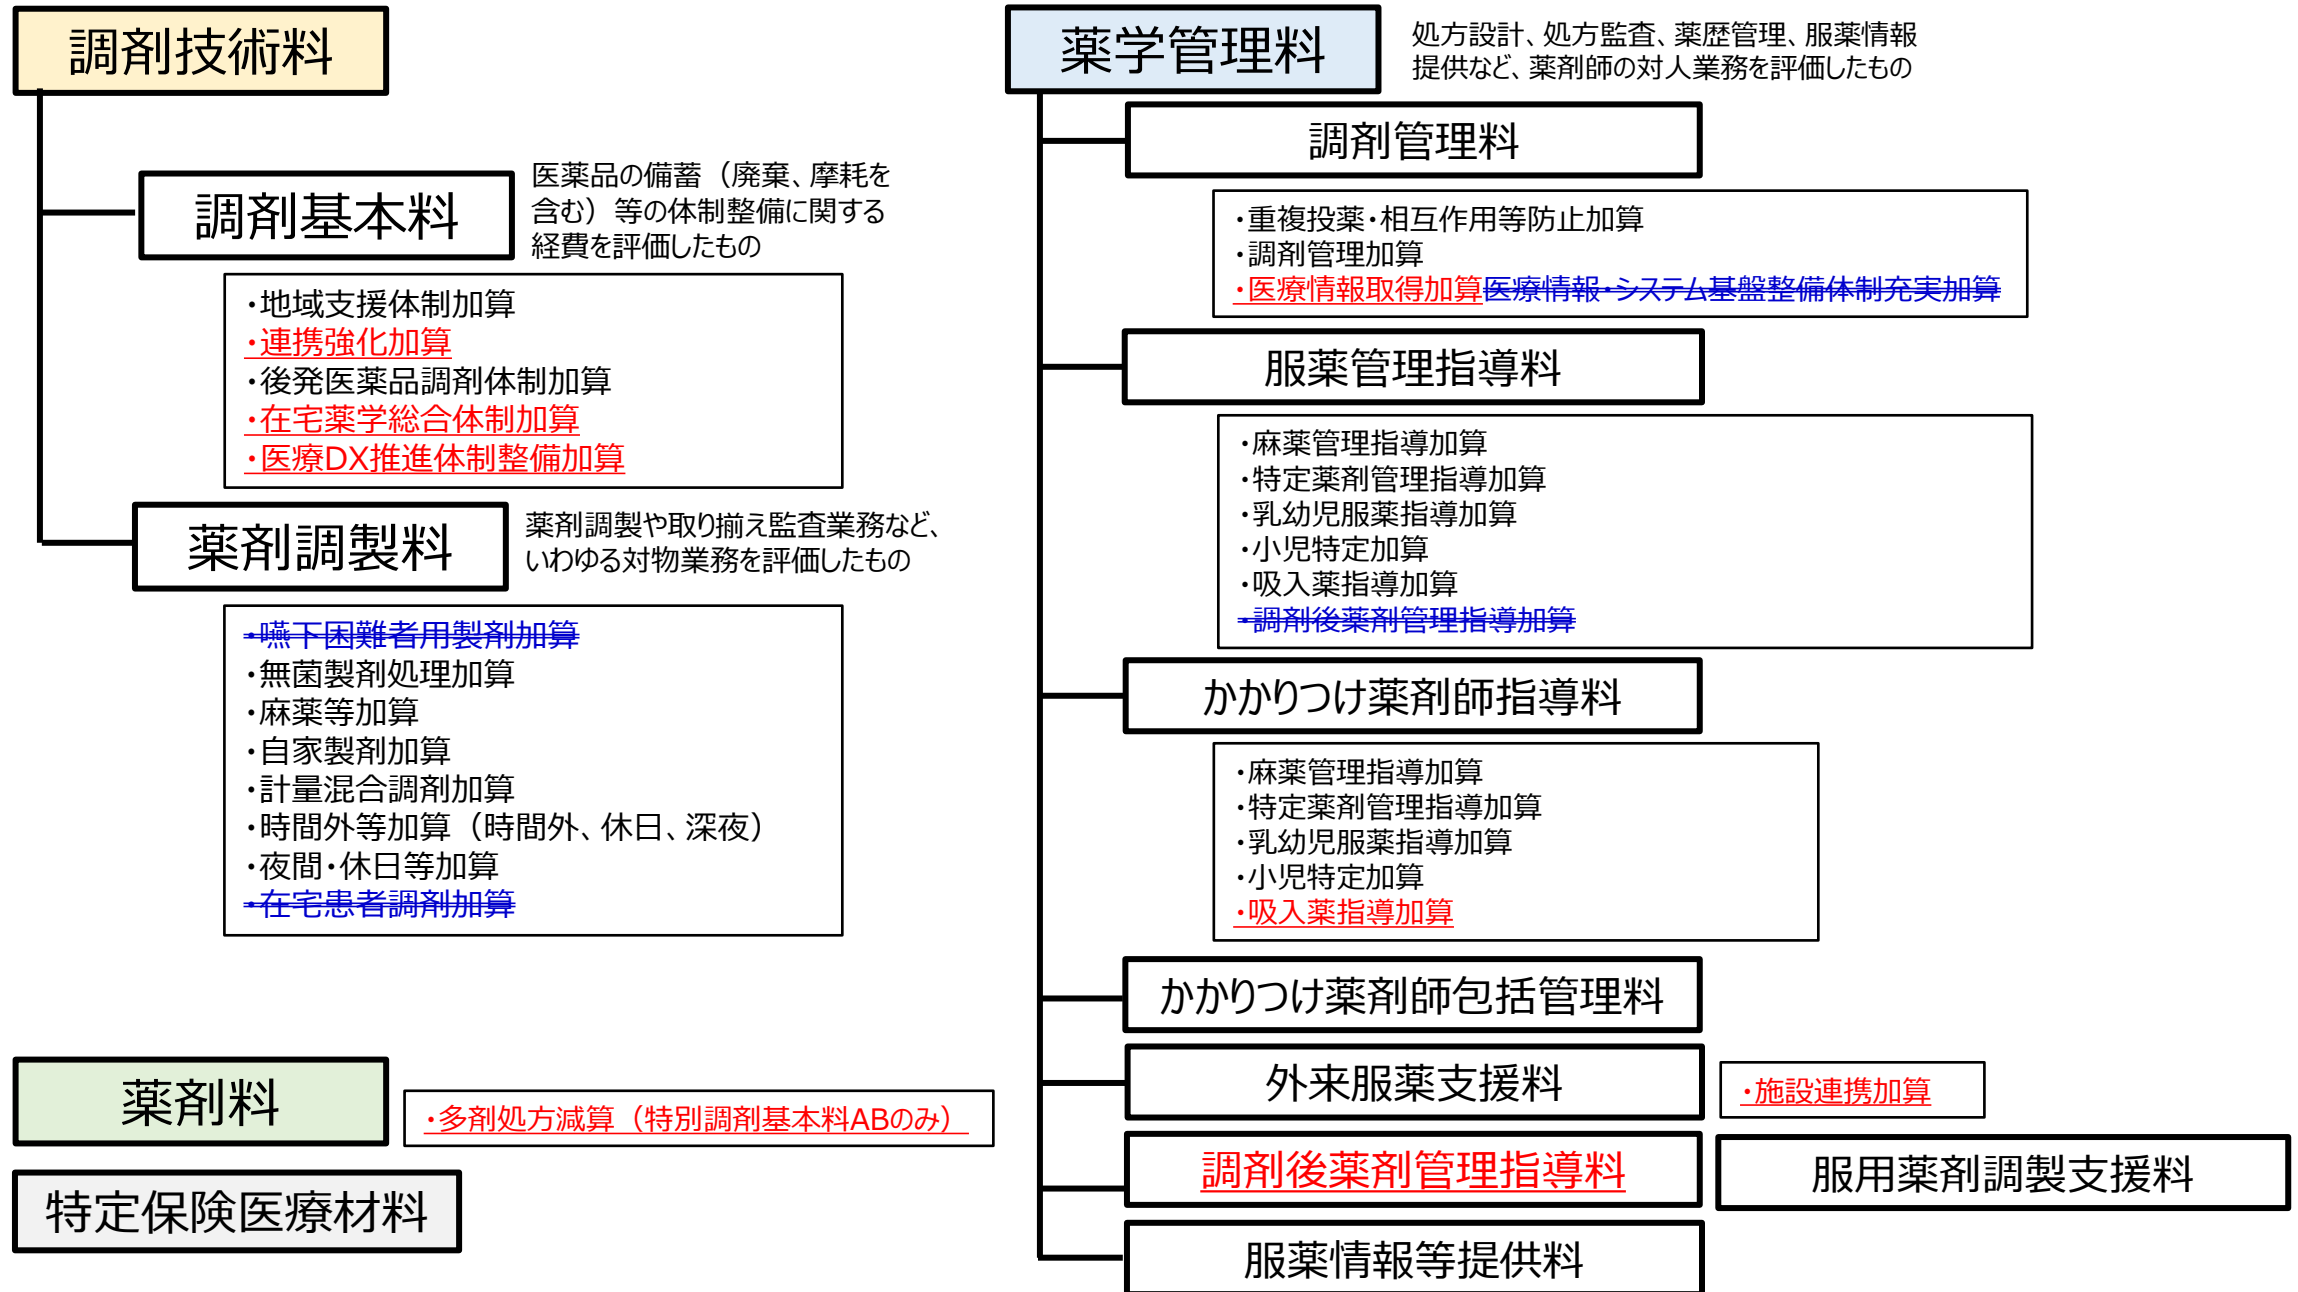 調剤技術料
調剤基本料
医薬品の備蓄（廃棄、摩耗を
含む）等の体制整備に関する
経費を評価したもの
・地域支援体制加算
・連携強化加算
・後発医薬品調剤体制加算
・在宅薬学総合体制加算
・医療DX推進体制整備加算
薬剤調製料
薬剤調製や取り揃え監査業務など、
いわゆる対物業務を評価したもの
・嚥下困難者用製剤加算
・無菌製剤処理加算
・麻薬等加算
・自家製剤加算
・計量混合調剤加算
・時間外等加算（時間外、休日、深夜）
・夜間・休日等加算
・在宅患者調剤加算
薬剤料
・多剤処方減算（特別調剤基本料ABのみ）
特定保険医療材料
薬学管理料
処方設計、処方監査、薬歴管理、服薬情報
提供など、薬剤師の対人業務を評価したもの
調剤管理料
・重複投薬・相互作用等防止加算
・調剤管理加算
・医療情報取得加算医療情報・システム基盤整備体制充実加算
服薬管理指導料
・麻薬管理指導加算
・特定薬剤管理指導加算
・乳幼児服薬指導加算
・小児特定加算
・吸入薬指導加算
・調剤後薬剤管理指導加算
かかりつけ薬剤師指導料
・麻薬管理指導加算
・特定薬剤管理指導加算
・乳幼児服薬指導加算
・小児特定加算
・吸入薬指導加算
かかりつけ薬剤師包括管理料
外来服薬支援料
・施設連携加算
調剤後薬剤管理指導料
服用薬剤調製支援料
服薬情報等提供料